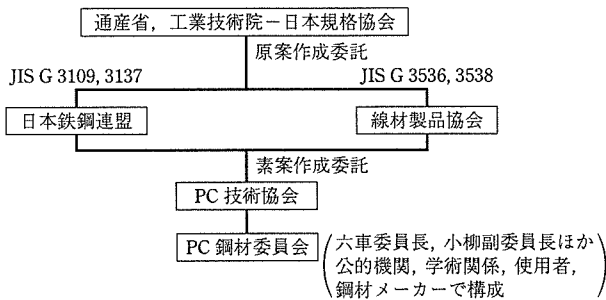 通産省，工業技術院－日本規格協会
原案作成委託
JIS G 3109, 3137
JIS G 3536, 3538
日本鉄鋼連盟
線材製品協会
素案作成委託
PC 技術協会
PC 鋼材委員会
六車委員長，小柳副委員長ほか
公的機関，学術関係，使用者，
鋼材メーカーで構成